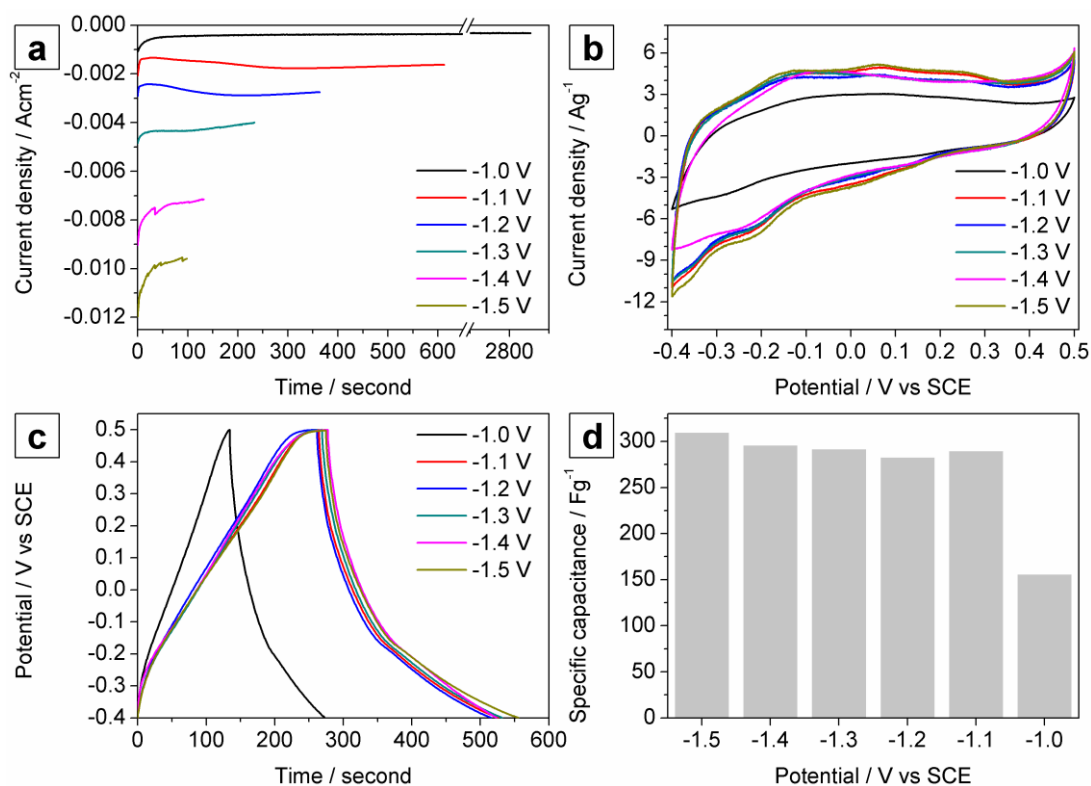 a
Current density / Acm-2
0.000
-0.002
-0.004
-0.006
-0.008
-0.010
-0.012
-1.0 V
-1.1 V
-1.2 V
-1.3 V
-1.4 V
-1.5 V
0 100 200 300 400 500 600 2800
Time / second
b
Current density / Ag-1
6
3
0
-3
-6
-9
-12
-1.0 V
-1.1 V
-1.2 V
-1.3 V
-1.4 V
-1.5 V
-0.4 -0.3 -0.2 -0.1 0.0 0.1 0.2 0.3 0.4 0.5
Potential / V vs SCE
c
Potential / V vs SCE
0.5
0.4
0.3
0.2
0.1
0.0
-0.1
-0.2
-0.3
-0.4
-1.0 V
-1.1 V
-1.2 V
-1.3 V
-1.4 V
-1.5 V
0 100 200 300 400 500 600
Time / second
d
Specific capacitance / Fg-1
300
250
200
150
100
50
0
-1.5 -1.4 -1.3 -1.2 -1.1 -1.0
Potential / V vs SCE